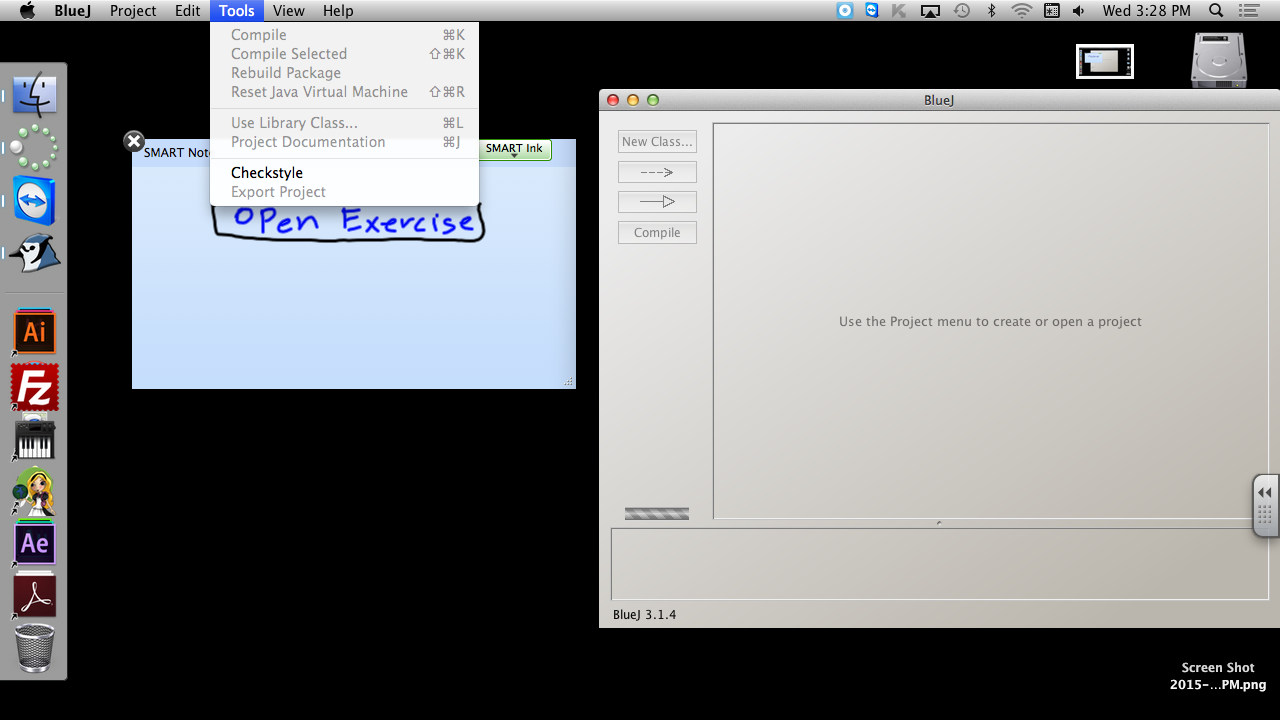 BlueJ Project Edit Tools View Help Wed 3:28 PM
Compile ⌘K
Compile Selected ⇧⌘K
Rebuild Package
Reset Java Virtual Machine ⇧⌘R
Use Library Class... ⌘L
Project Documentation ⌘J
Checkstyle
Export Project
SMART Note
SMART Ink
OPen Exercise
BlueJ
New Class...
Compile
Use the Project menu to create or open a project
BlueJ 3.1.4
Ai
Fz
Ae
Screen Shot
2015-...PM.png